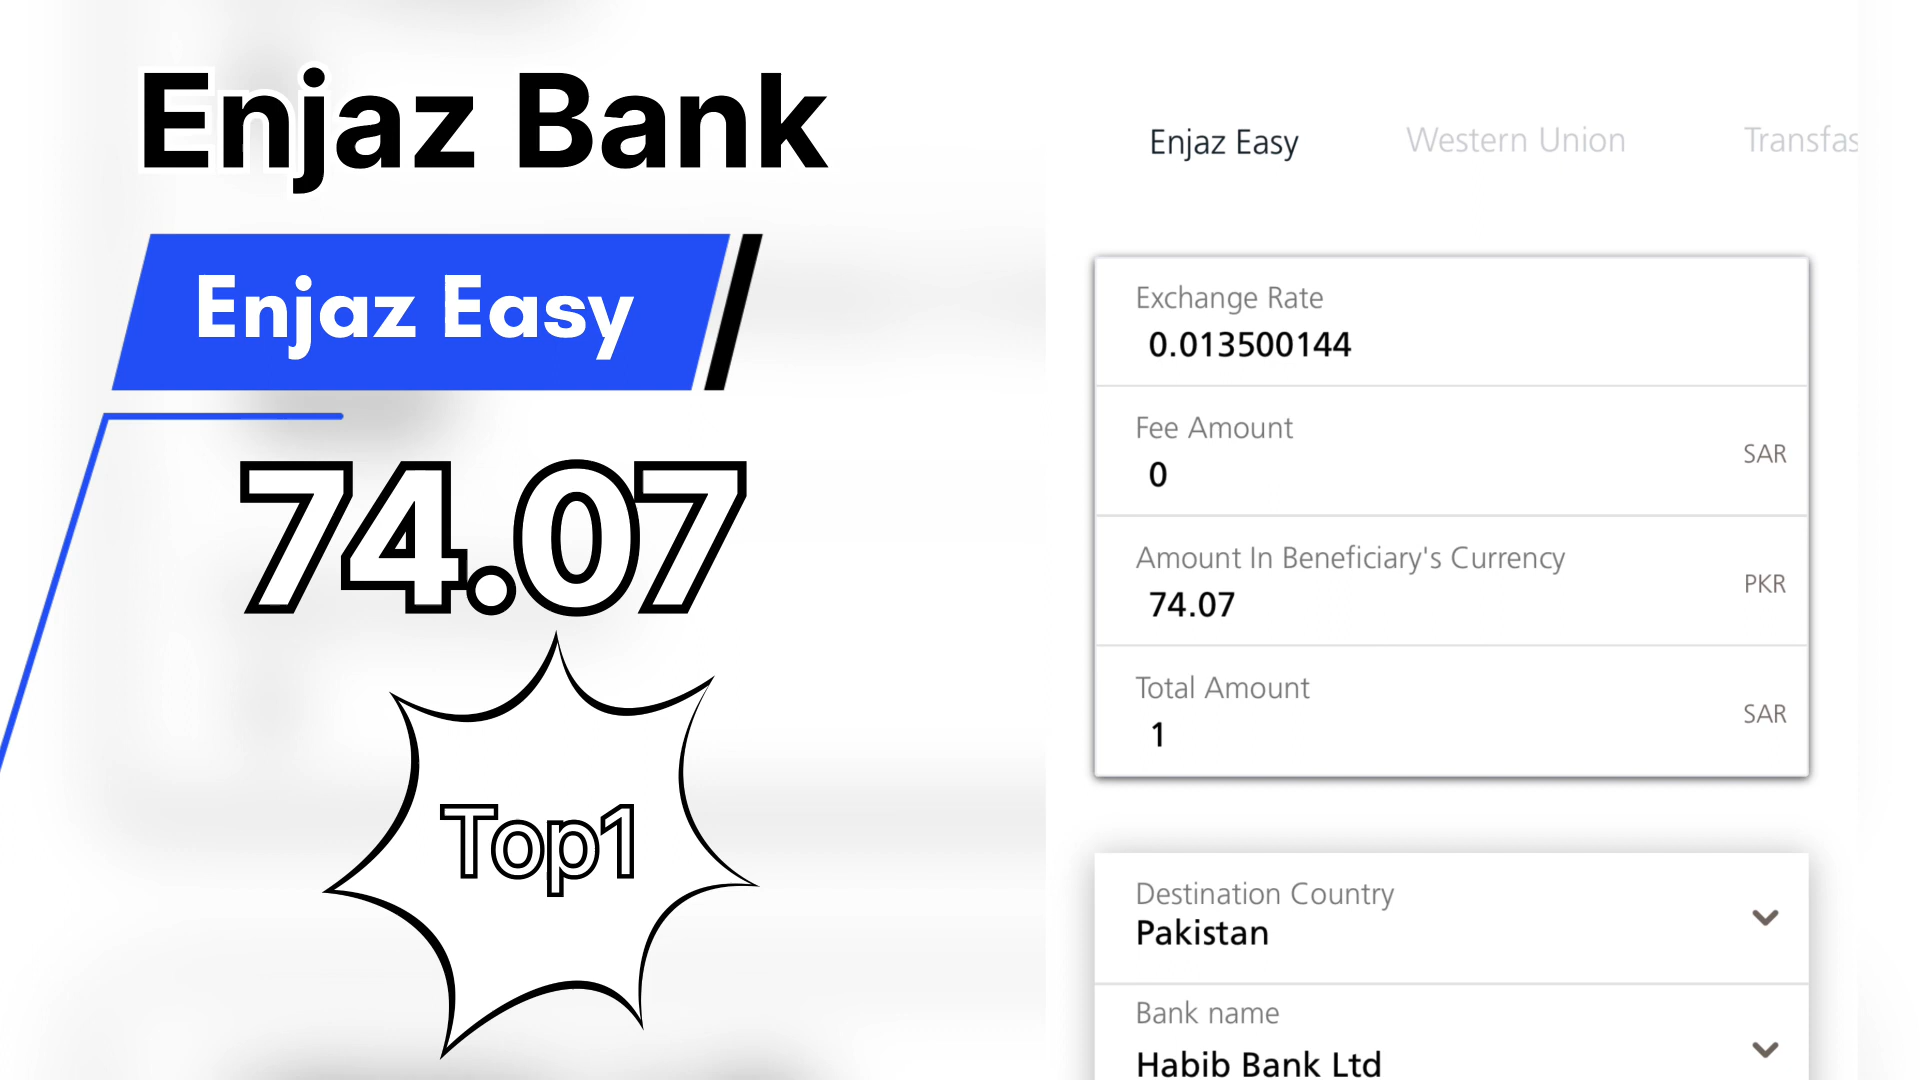 Enjaz Bank
Enjaz Easy
74.07
Top1
Enjaz Easy
Western Union
Transfas
Exchange Rate
0.013500144
Fee Amount
0
SAR
Amount In Beneficiary's Currency
74.07
PKR
Total Amount
1
SAR
Destination Country
Pakistan
Bank name
Habib Bank Ltd